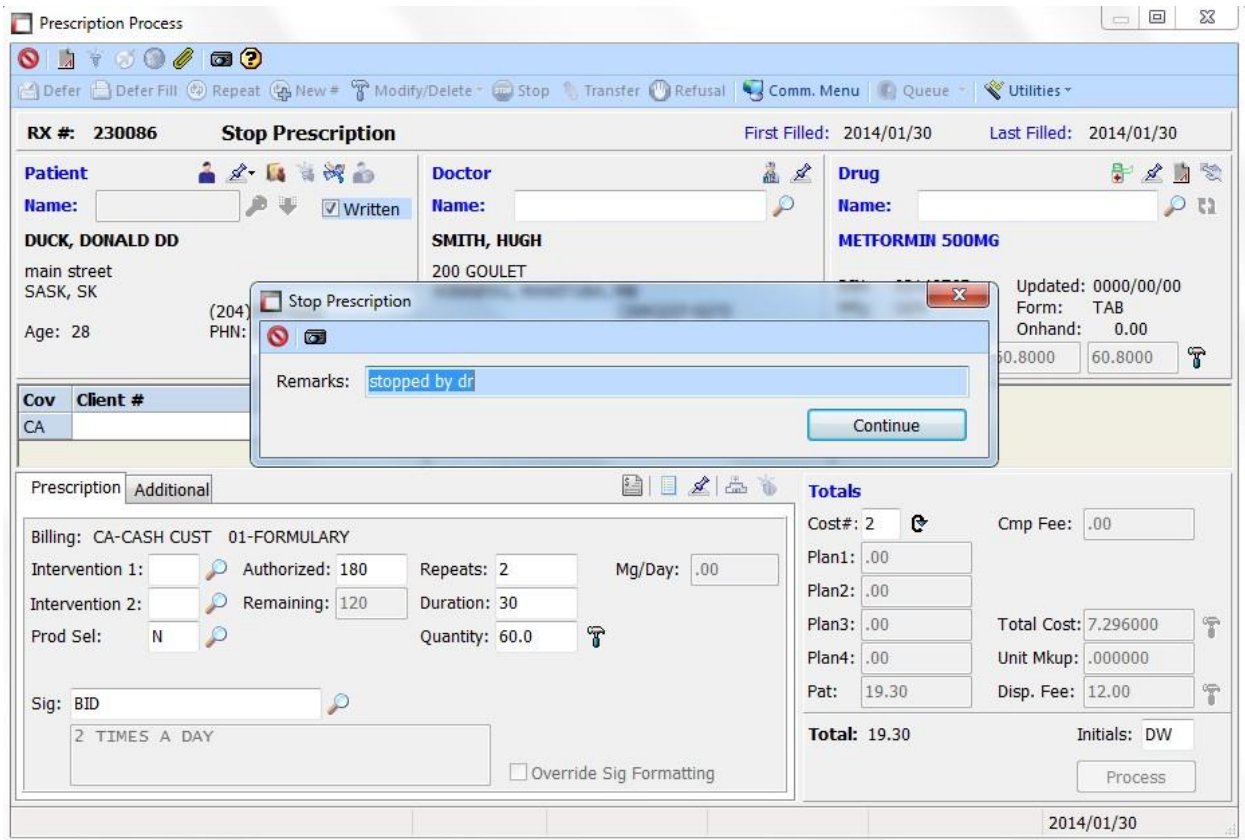 Prescription Process
Defer Defer Fill Repeat New # Modify/Delete Stop Transfer Refusal Comm. Menu Queue Utilities
RX #: 230086 Stop Prescription First Filled: 2014/01/30 Last Filled: 2014/01/30
Patient Doctor Drug
Name: Written Name: Name:
DUCK, DONALD DD SMITH, HUGH METFORMIN 500MG
main street 200 GOULET
SASK, SK Updated: 0000/00/00
(204) Form: TAB
Age: 28 PHN: Onhand: 0.00
60.8000 60.8000
Stop Prescription
Remarks: stopped by dr
Continue
Cov Client #
CA
Prescription Additional
Billing: CA-CASH CUST 01-FORMULARY
Intervention 1: Authorized: 180 Repeats: 2 Mg/Day: .00
Intervention 2: Remaining: 120 Duration: 30
Prod Sel: N Quantity: 60.0
Sig: BID
2 TIMES A DAY
Override Sig Formatting
Totals
Cost#: 2 Cmp Fee: .00
Plan1: .00
Plan2: .00
Plan3: .00 Total Cost: 7.296000
Plan4: .00 Unit Mkup: .000000
Pat: 19.30 Disp. Fee: 12.00
Total: 19.30 Initials: DW
Process
2014/01/30